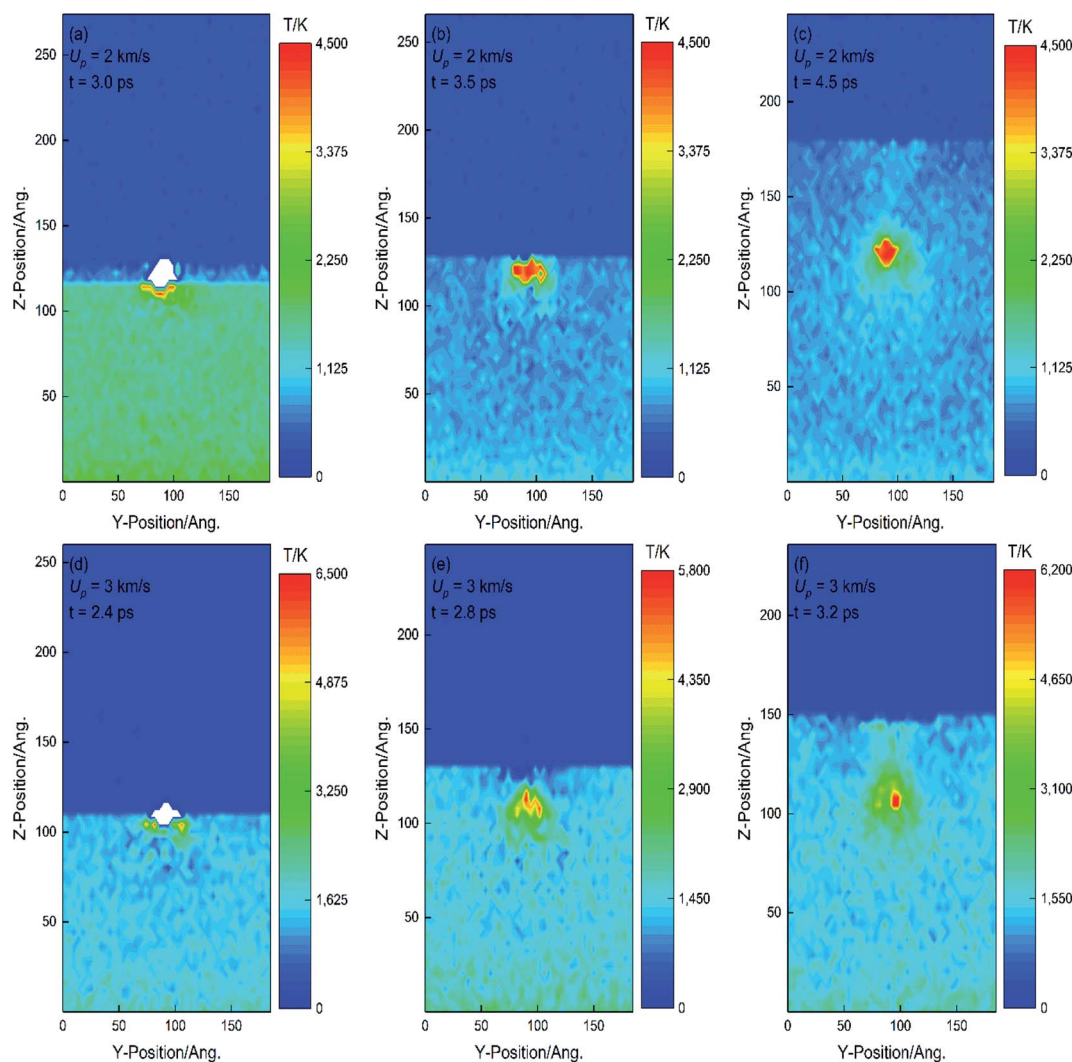 (a)
T/K
Uₚ = 2 km/s
t = 3.0 ps
250
200
150
100
50
0 50 100 150
4,500
3,375
2,250
1,125
0
Z-Position/Ang.
Y-Position/Ang.
(b)
T/K
Uₚ = 2 km/s
t = 3.5 ps
250
200
150
100
50
0 50 100 150
4,500
3,375
2,250
1,125
0
Z-Position/Ang.
Y-Position/Ang.
(c)
T/K
Uₚ = 2 km/s
t = 4.5 ps
200
150
100
50
0 50 100 150
4,500
3,375
2,250
1,125
0
Z-Position/Ang.
Y-Position/Ang.
(d)
T/K
Uₚ = 3 km/s
t = 2.4 ps
250
200
150
100
50
0 50 100 150
6,500
4,875
3,250
1,625
0
Z-Position/Ang.
Y-Position/Ang.
(e)
T/K
Uₚ = 3 km/s
t = 2.8 ps
200
150
100
50
0 50 100 150
5,800
4,350
2,900
1,450
0
Z-Position/Ang.
Y-Position/Ang.
(f)
T/K
Uₚ = 3 km/s
t = 3.2 ps
200
150
100
50
0 50 100 150
6,200
4,650
3,100
1,550
0
Z-Position/Ang.
Y-Position/Ang.